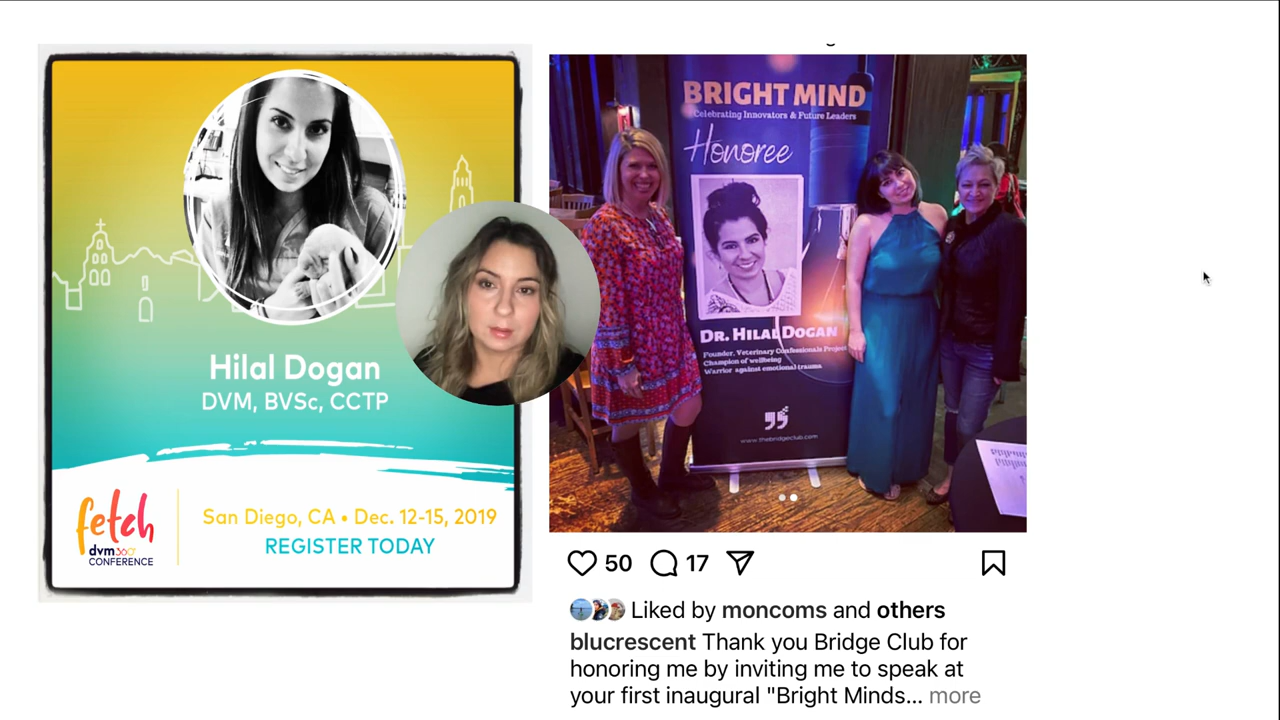 Hilal Dogan
DVM, BVSc, CCTP
fetch
dvm360
CONFERENCE
San Diego, CA • Dec. 12-15, 2019
REGISTER TODAY
BRIGHT MIND
Celebrating Innovators & Future Leaders
Honoree
DR. HILAL DOGAN
Founder, Veterinary Confessionals Project
Champion of wellbeing
Warrior against emotional trauma
www.thebridgeclub.com
50 17
Liked by moncoms and others
blucrescent Thank you Bridge Club for
honoring me by inviting me to speak at
your first inaugural "Bright Minds... more